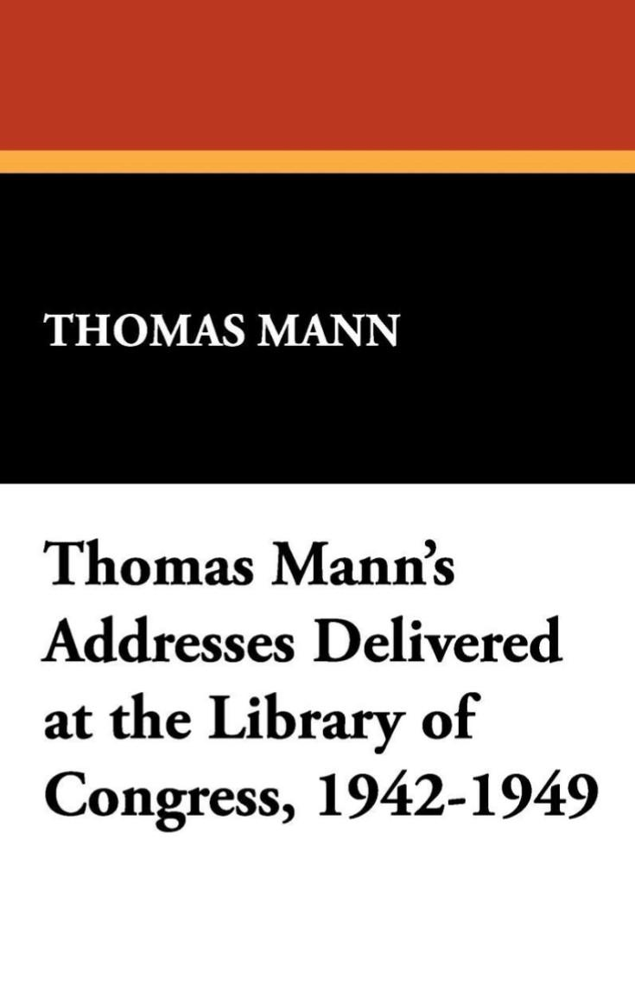 THOMAS MANN
Thomas Mann’s
Addresses Delivered
at the Library of
Congress, 1942-1949